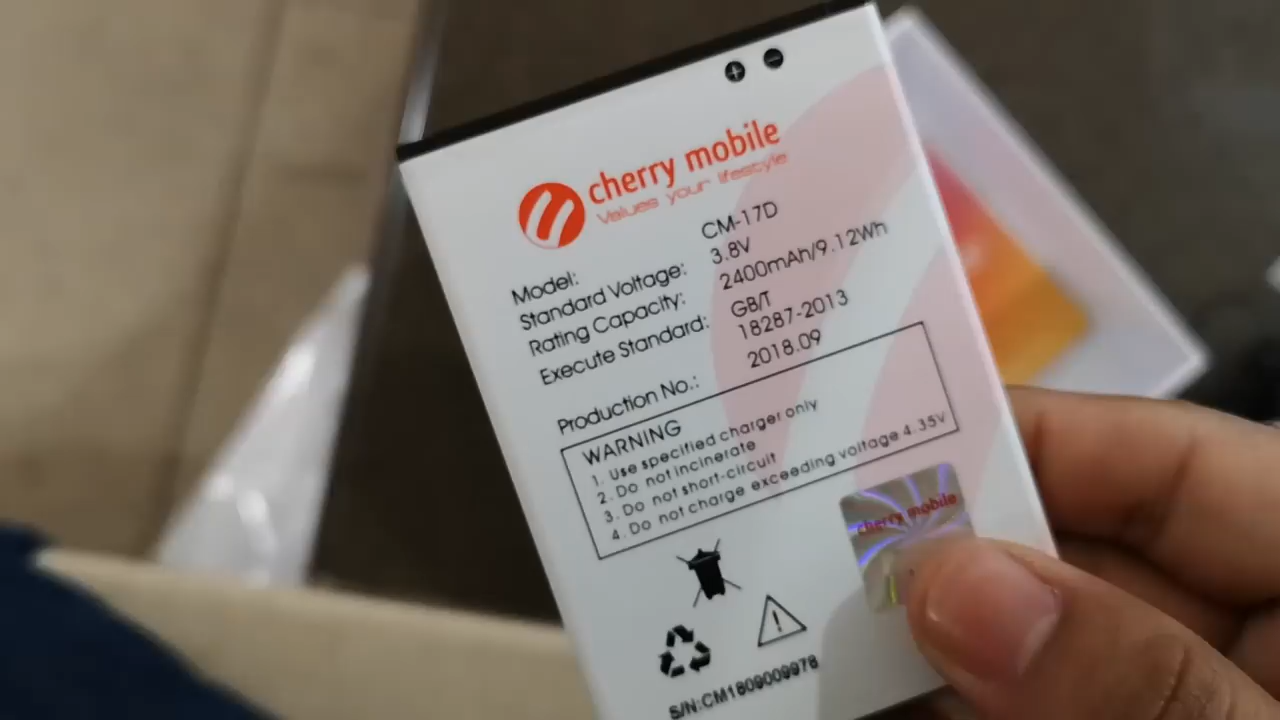 cherry mobile
Values your lifestyle
Model: CM-17D
Standard Voltage: 3.8V
Rating Capacity: 2400mAh/9.12Wh
Execute Standard: GB/T
18287-2013
Production No.: 2018.09
WARNING
1. Use specified charger only
2. Do not incinerate
3. Do not short-circuit
4. Do not charge exceeding voltage 4.35V
cherry mobile
S/N:CM1809009978